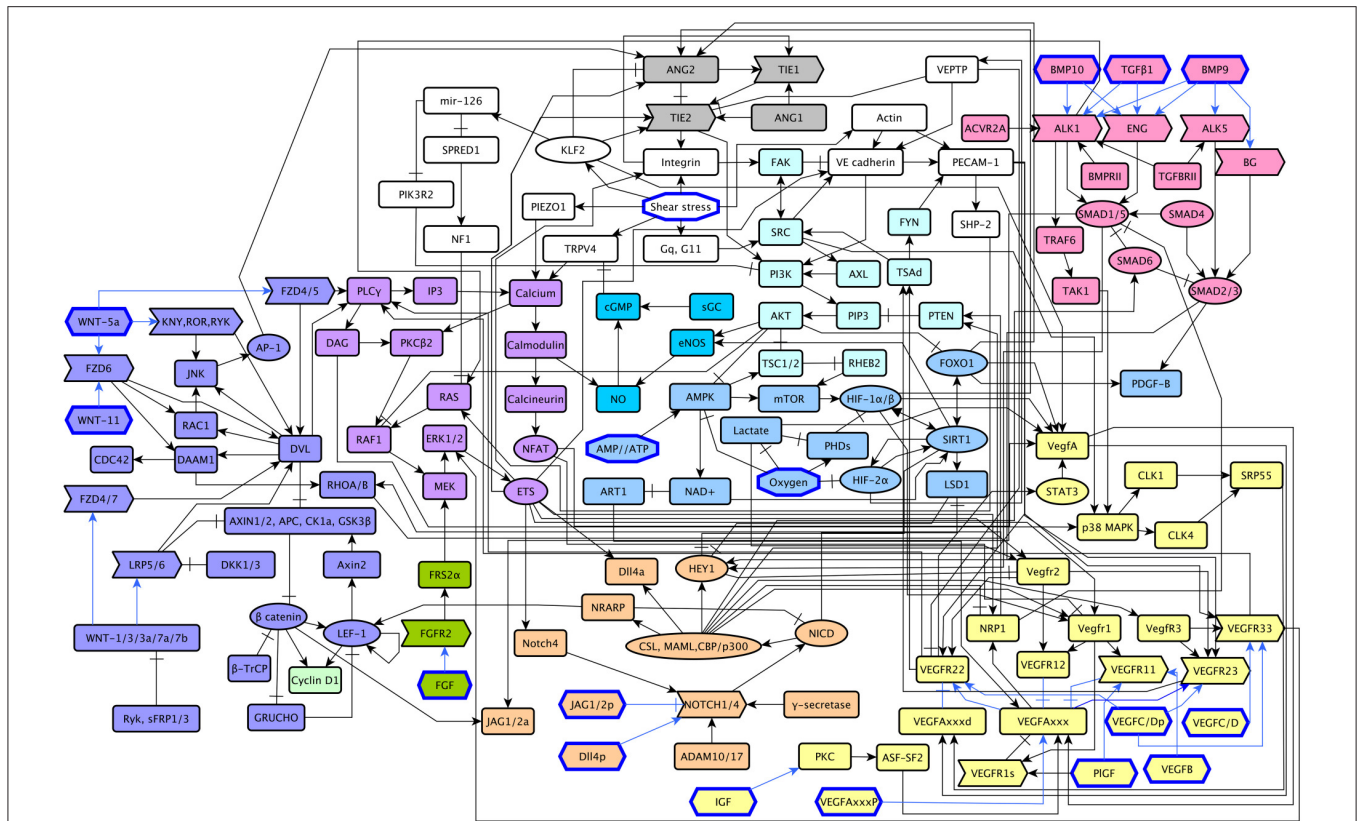 ANG2
TIE1
VEPTP
BMP10
TGFβ1
BMP9
mir-126
TIE2
ANG1
Actin
ACVR2A
ALK1
ENG
ALK5
SPRED1
KLF2
Integrin
FAK
VE cadherin
PECAM-1
BG
PIK3R2
BMPRII
TGFBRII
PIEZO1
Shear stress
FYN
SMAD1/5
SMAD4
NF1
TRPV4
Gq, G11
SRC
SHP-2
TRAF6
SMAD6
PI3K
AXL
TSAd
FZD4/5
PLCγ
IP3
Calcium
TAK1
SMAD2/3
cGMP
sGC
PIP3
PTEN
WNT-5a
KNY,ROR,RYK
AKT
AP-1
DAG
PKCβ2
Calmodulin
eNOS
TSC1/2
RHEB2
FOXO1
FZD6
JNK
PDGF-B
RAS
Calcineurin
NO
AMPK
mTOR
HIF-1α/β
WNT-11
RAC1
RAF1
ERK1/2
NFAT
Lactate
PHDs
SIRT1
VegfA
CDC42
DAAM1
DVL
AMP//ATP
Oxygen
HIF-2α
CLK1
SRP55
FZD4/7
RHOA/B
MEK
ETS
ART1
NAD+
LSD1
STAT3
AXIN1/2, APC, CK1a, GSK3β
p38 MAPK
CLK4
LRP5/6
DKK1/3
Axin2
FRS2α
Dll4a
HEY1
Vegfr2
NRARP
β catenin
WNT-1/3/3a/7a/7b
LEF-1
FGFR2
Notch4
CSL, MAML,CBP/p300
NICD
NRP1
Vegfr1
VegfR3
VEGFR33
β-TrCP
Cyclin D1
FGF
VEGFR22
VEGFR12
VEGFR11
VEGFR23
Ryk, sFRP1/3
GRUCHO
JAG1/2a
JAG1/2p
NOTCH1/4
γ-secretase
VEGFAxxxd
VEGFAxxx
VEGFC/Dp
VEGFC/D
Dll4p
ADAM10/17
PKC
ASF-SF2
VEGFR1s
PlGF
VEGFB
IGF
VEGFAxxxP